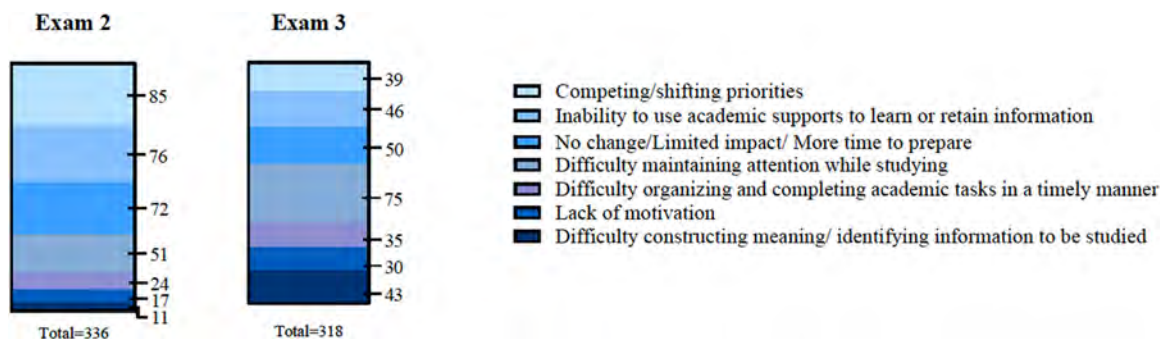 Exam 2
85
76
72
51
24
17
11
Total=336
Exam 3
39
46
50
75
35
30
43
Total=318
Competing/shifting priorities
Inability to use academic supports to learn or retain information
No change/Limited impact/ More time to prepare
Difficulty maintaining attention while studying
Difficulty organizing and completing academic tasks in a timely manner
Lack of motivation
Difficulty constructing meaning/ identifying information to be studied